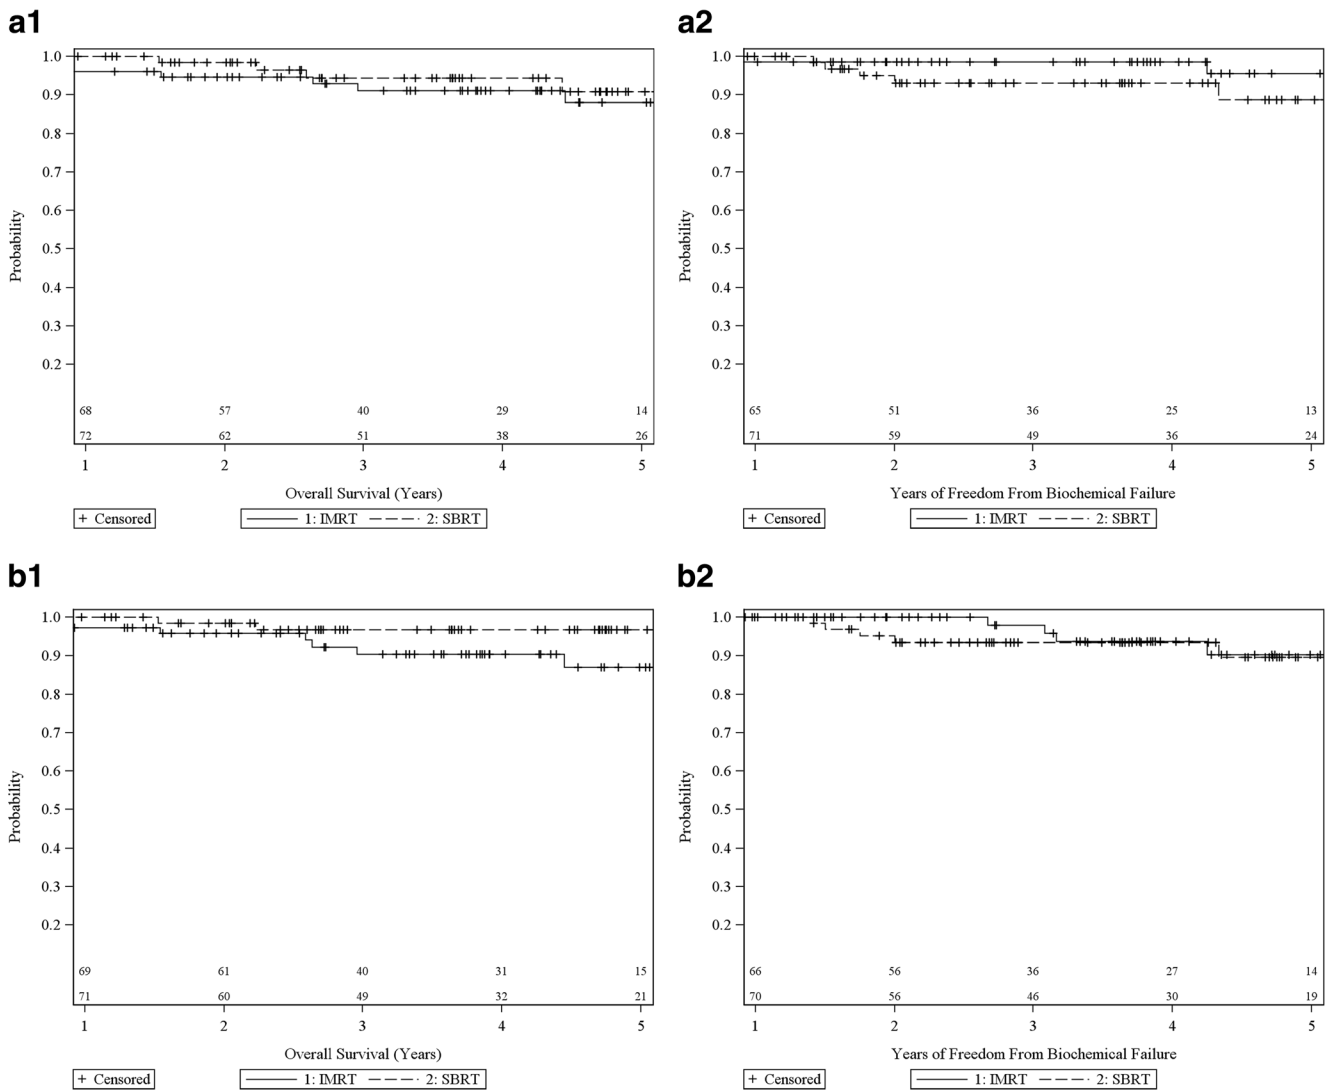 a1
1.0
0.9
0.8
0.7
0.6
0.5
0.4
0.3
0.2
Probability
68 57 40 29 14
72 62 51 38 26
1 2 3 4 5
Overall Survival (Years)
+ Censored 1: IMRT 2: SBRT
a2
1.0
0.9
0.8
0.7
0.6
0.5
0.4
0.3
0.2
Probability
65 51 36 25 13
71 59 49 36 24
1 2 3 4 5
Years of Freedom From Biochemical Failure
+ Censored 1: IMRT 2: SBRT
b1
1.0
0.9
0.8
0.7
0.6
0.5
0.4
0.3
0.2
Probability
69 61 40 31 15
71 60 49 32 21
1 2 3 4 5
Overall Survival (Years)
+ Censored 1: IMRT 2: SBRT
b2
1.0
0.9
0.8
0.7
0.6
0.5
0.4
0.3
0.2
Probability
66 56 36 27 14
70 56 46 30 19
1 2 3 4 5
Years of Freedom From Biochemical Failure
+ Censored 1: IMRT 2: SBRT